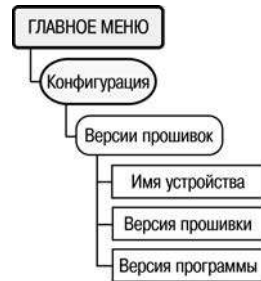 ГЛАВНОЕ МЕНЮ
Конфигурация
Версии прошивок
Имя устройства
Версия прошивки
Версия программы